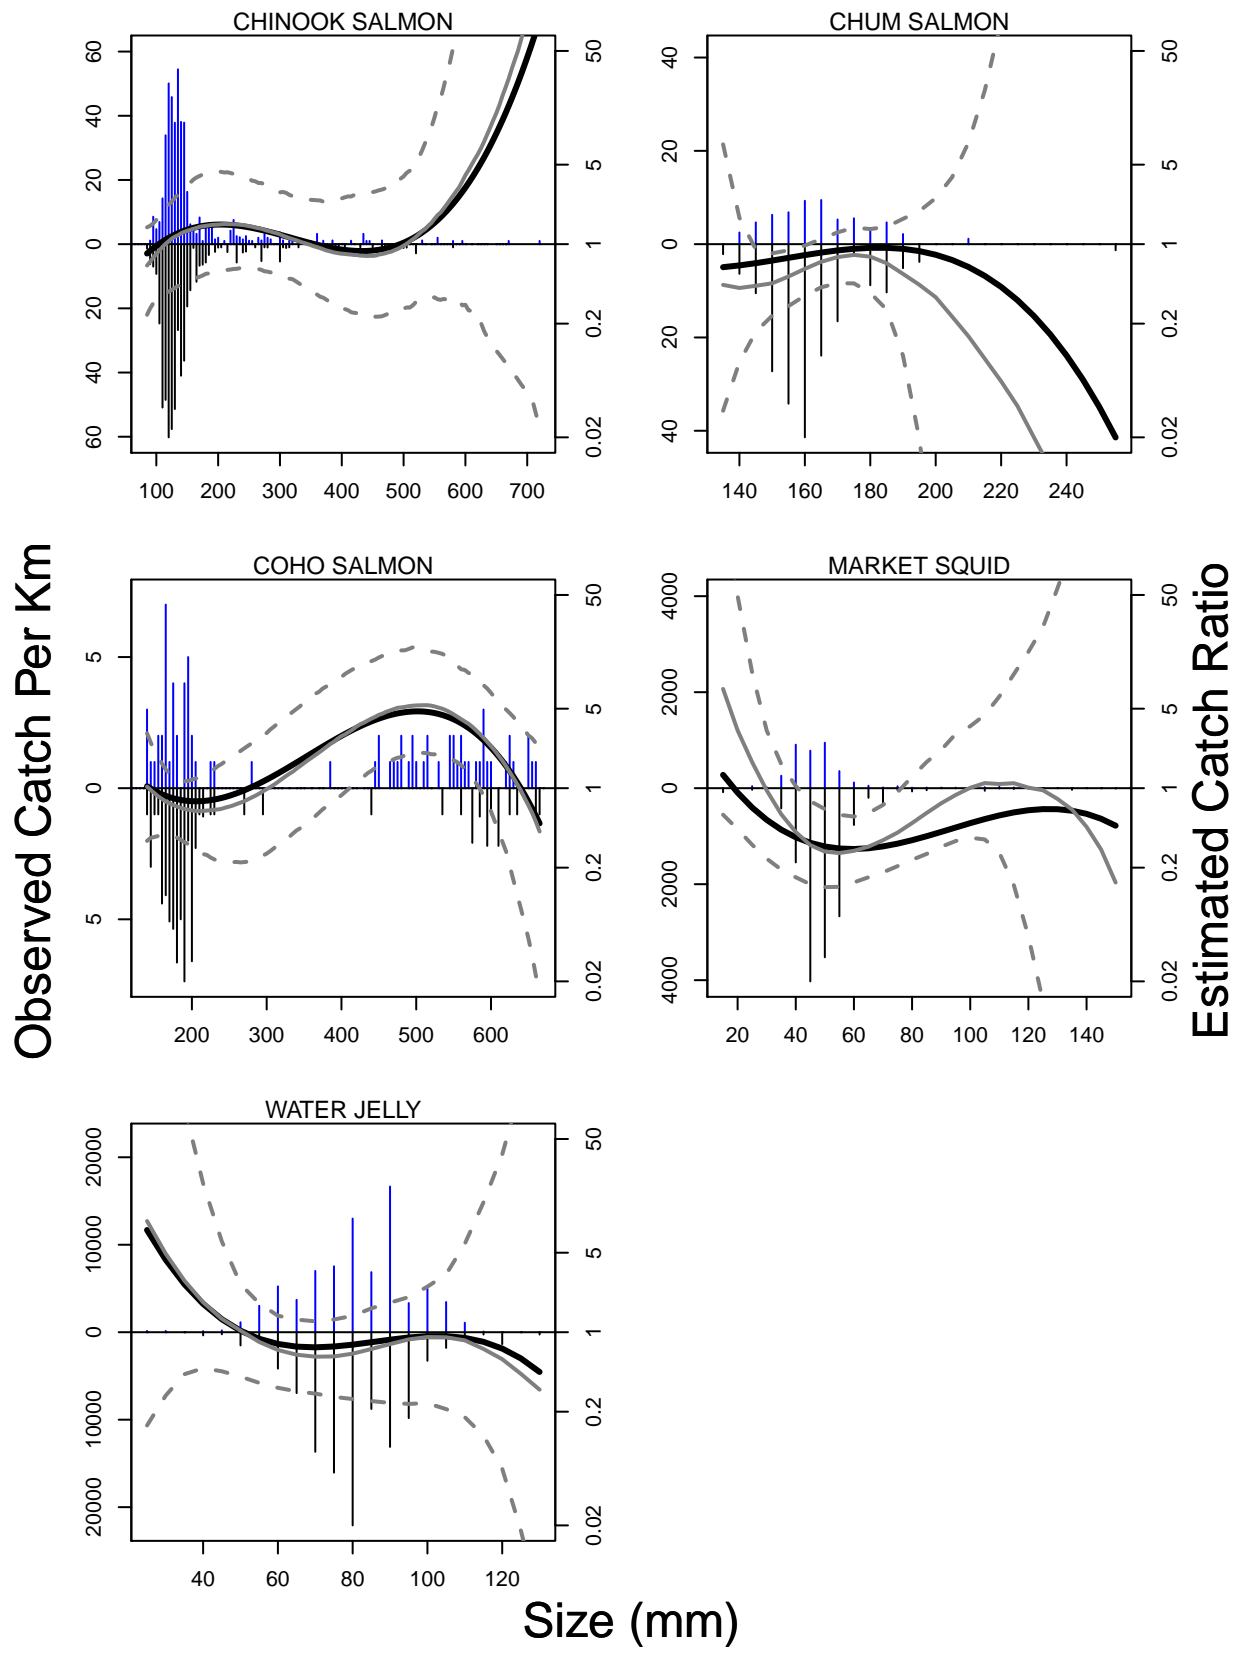 CHINOOK SALMON
60 40 20 0 20 40 60
50 5 1 0.2 0.02
100 200 300 400 500 600 700
CHUM SALMON
40 20 0 20 40
50 5 1 0.2 0.02
140 160 180 200 220 240
COHO SALMON
5 0 5
50 5 1 0.2 0.02
200 300 400 500 600
MARKET SQUID
4000 2000 0 2000 4000
50 5 1 0.2 0.02
20 40 60 80 100 120 140
WATER JELLY
20000 10000 0 10000 20000
50 5 1 0.2 0.02
40 60 80 100 120
Observed Catch Per Km
Estimated Catch Ratio
Size (mm)